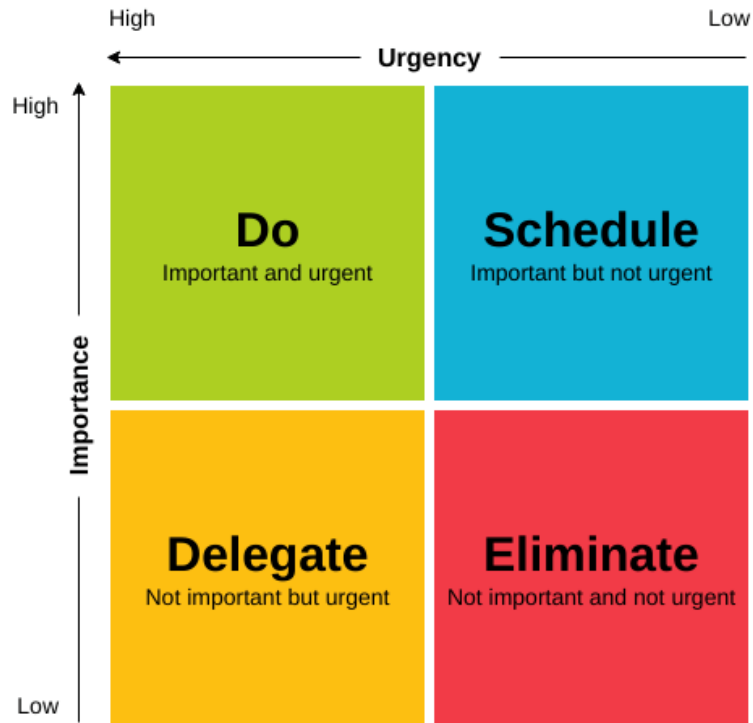 High
Low
Urgency
High
Importance
Do
Important and urgent
Schedule
Important but not urgent
Delegate
Not important but urgent
Eliminate
Not important and not urgent
Low